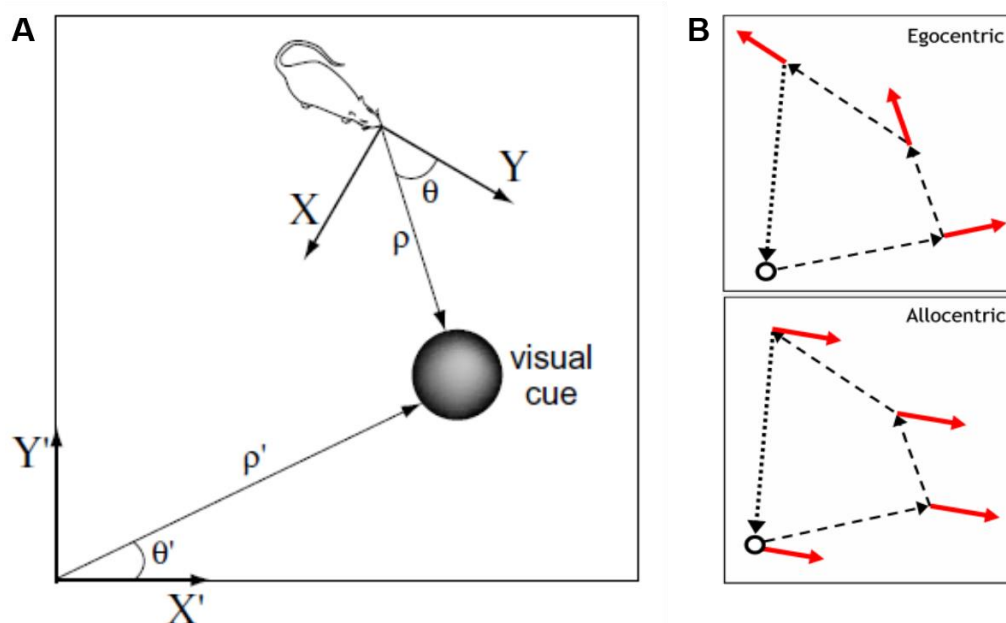 A
Y
θ
X
ρ
visual
cue
Y'
ρ'
θ'
X'
B
Egocentric
Allocentric